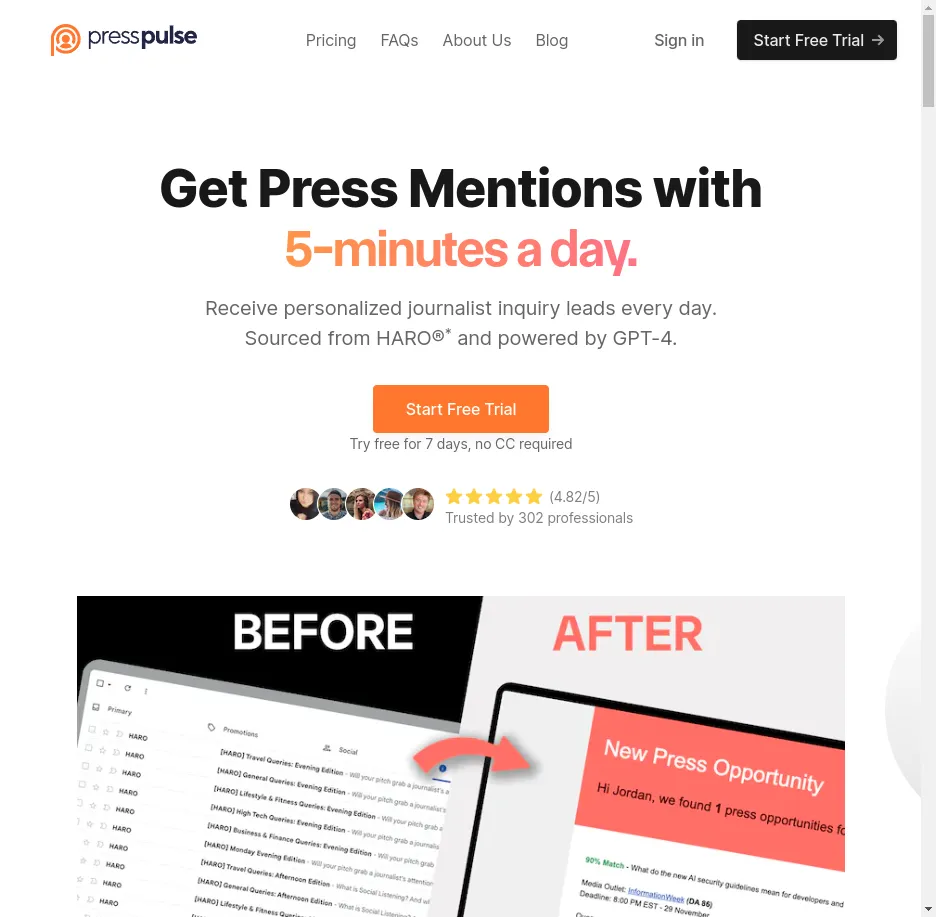 presspulse
Pricing
FAQs
About Us
Blog
Sign in
Start Free Trial →
Get Press Mentions with
5-minutes a day.
Receive personalized journalist inquiry leads every day.
Sourced from HARO®* and powered by GPT-4.
Start Free Trial
Try free for 7 days, no CC required
(4.82/5)
Trusted by 302 professionals
BEFORE
Primary
Promotions
Social
HARO [HARO] Travel Queries: Evening Edition - Will your pitch grab a journalist's
HARO [HARO] General Queries: Evening Edition - Will your pitch grab a journalist's
HARO [HARO] Lifestyle & Fitness Queries: Evening Edition - Will your pitch grab a
HARO [HARO] High Tech Queries: Evening Edition - Will your pitch grab a
HARO [HARO] Business & Finance Queries: Evening Edition - Will your pitch
HARO [HARO] Monday Evening Edition - Will your pitch grab a journalist's attention
HARO [HARO] Travel Queries: Afternoon Edition - What is Social Listening? And
HARO [HARO] General Queries: Afternoon Edition - What is Social
HARO [HARO] Lifestyle & Fitness Queries: Afternoon Edition
AFTER
New Press Opportunity
Hi Jordan, we found 1 press opportunities fo
90% Match - What do the new AI security guidelines mean for developers and
Media Outlet: InformationWeek (DA 86)
Deadline: 8:00 PM EST - 29 November